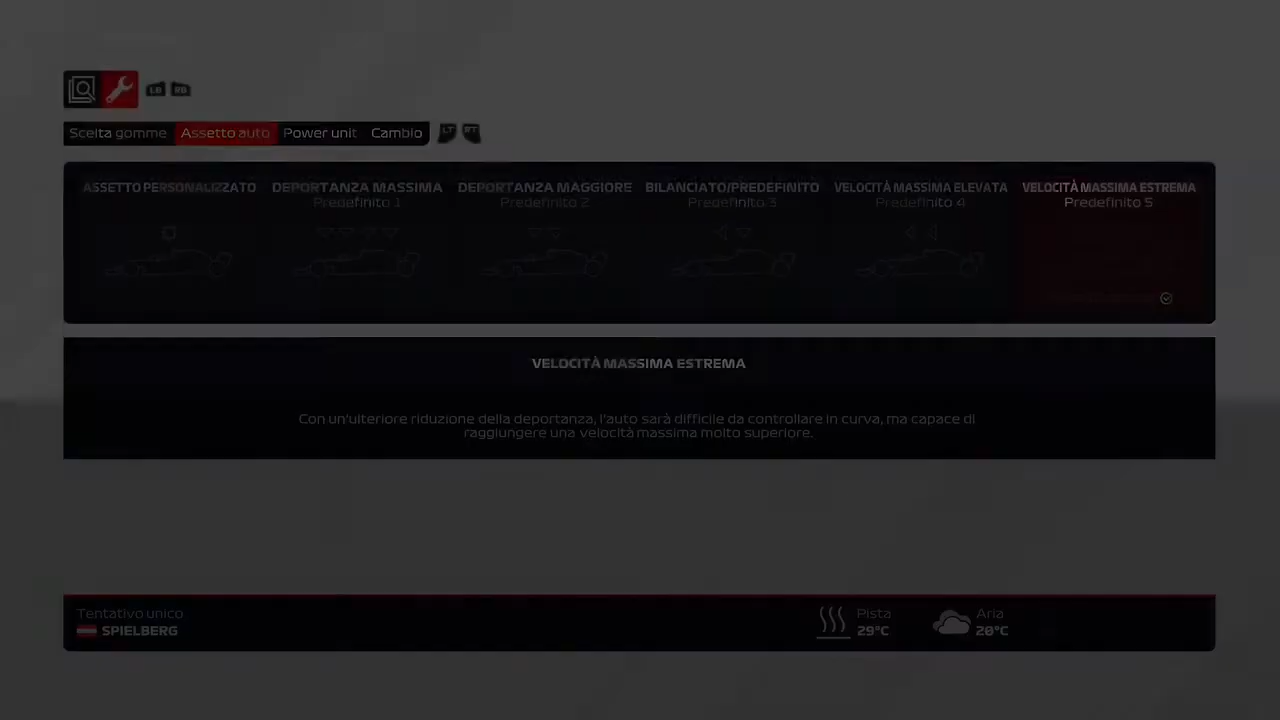 LB RB
Scelta gomme Assetto auto Power unit Cambio LT RT
ASSETTO PERSONALIZZATO DEPORTANZA MASSIMA DEPORTANZA MAGGIORE BILANCIATO/PREDEFINITO VELOCITÀ MASSIMA ELEVATA VELOCITÀ MASSIMA ESTREMA
Predefinito 1 Predefinito 2 Predefinito 3 Predefinito 4 Predefinito 5
VELOCITÀ MASSIMA ESTREMA
Con un'ulteriore riduzione della deportanza, l'auto sarà difficile da controllare in curva, ma capace di
raggiungere una velocità massima molto superiore.
Tentativo unico
SPIELBERG
Pista
29°C
Aria
20°C